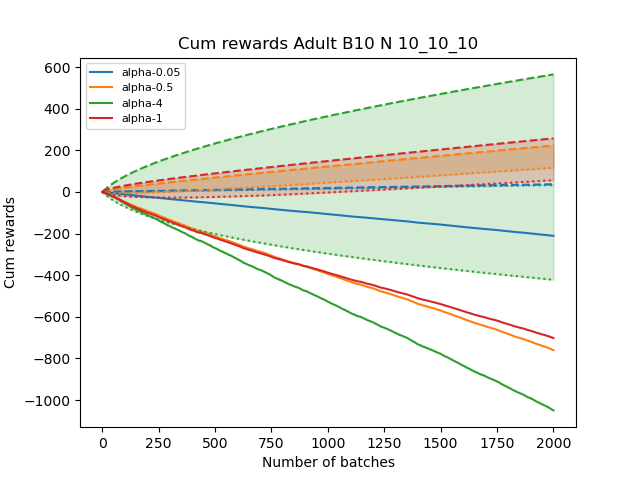 Cum rewards Adult B10 N 10_10_10
alpha-0.05
alpha-0.5
alpha-4
alpha-1
600
400
200
0
−200
−400
−600
−800
−1000
Cum rewards
0 250 500 750 1000 1250 1500 1750 2000
Number of batches